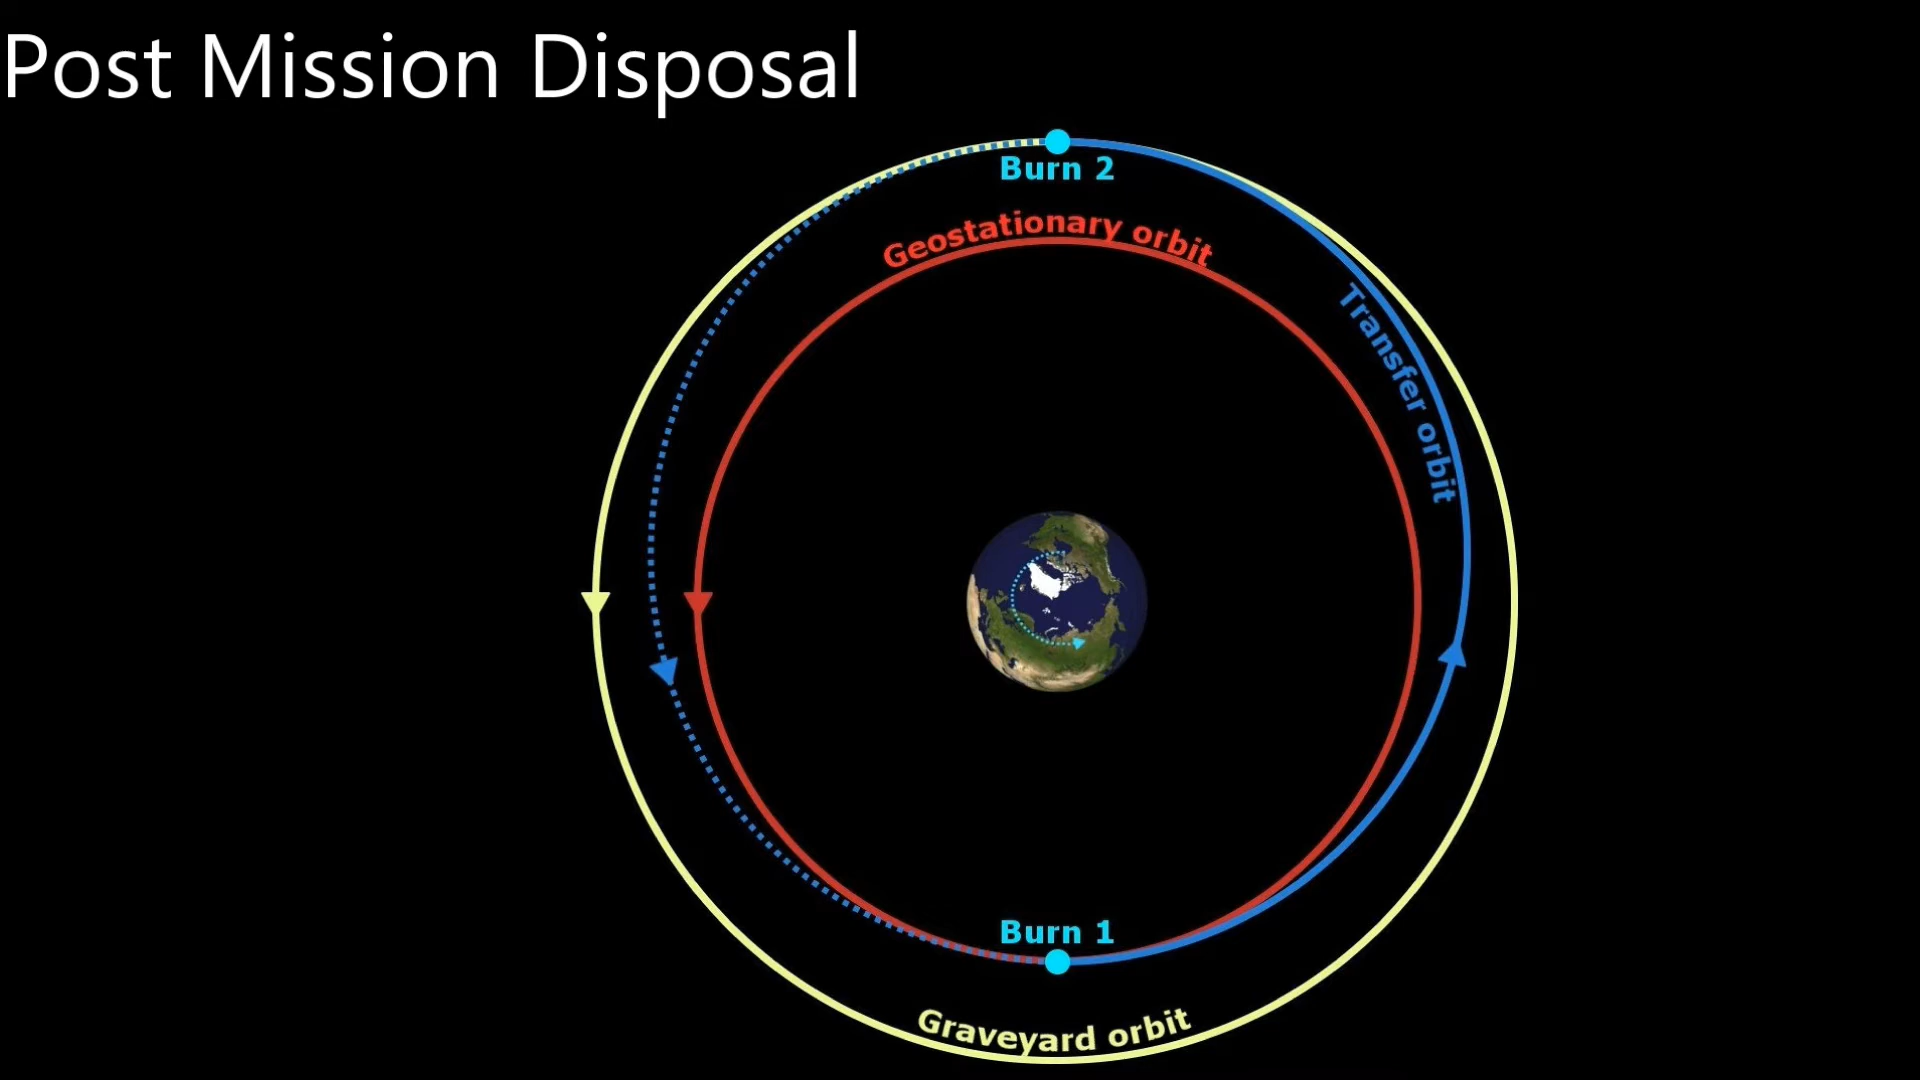 Post Mission Disposal
Burn 2
Geostationary orbit
Transfer orbit
Burn 1
Graveyard orbit